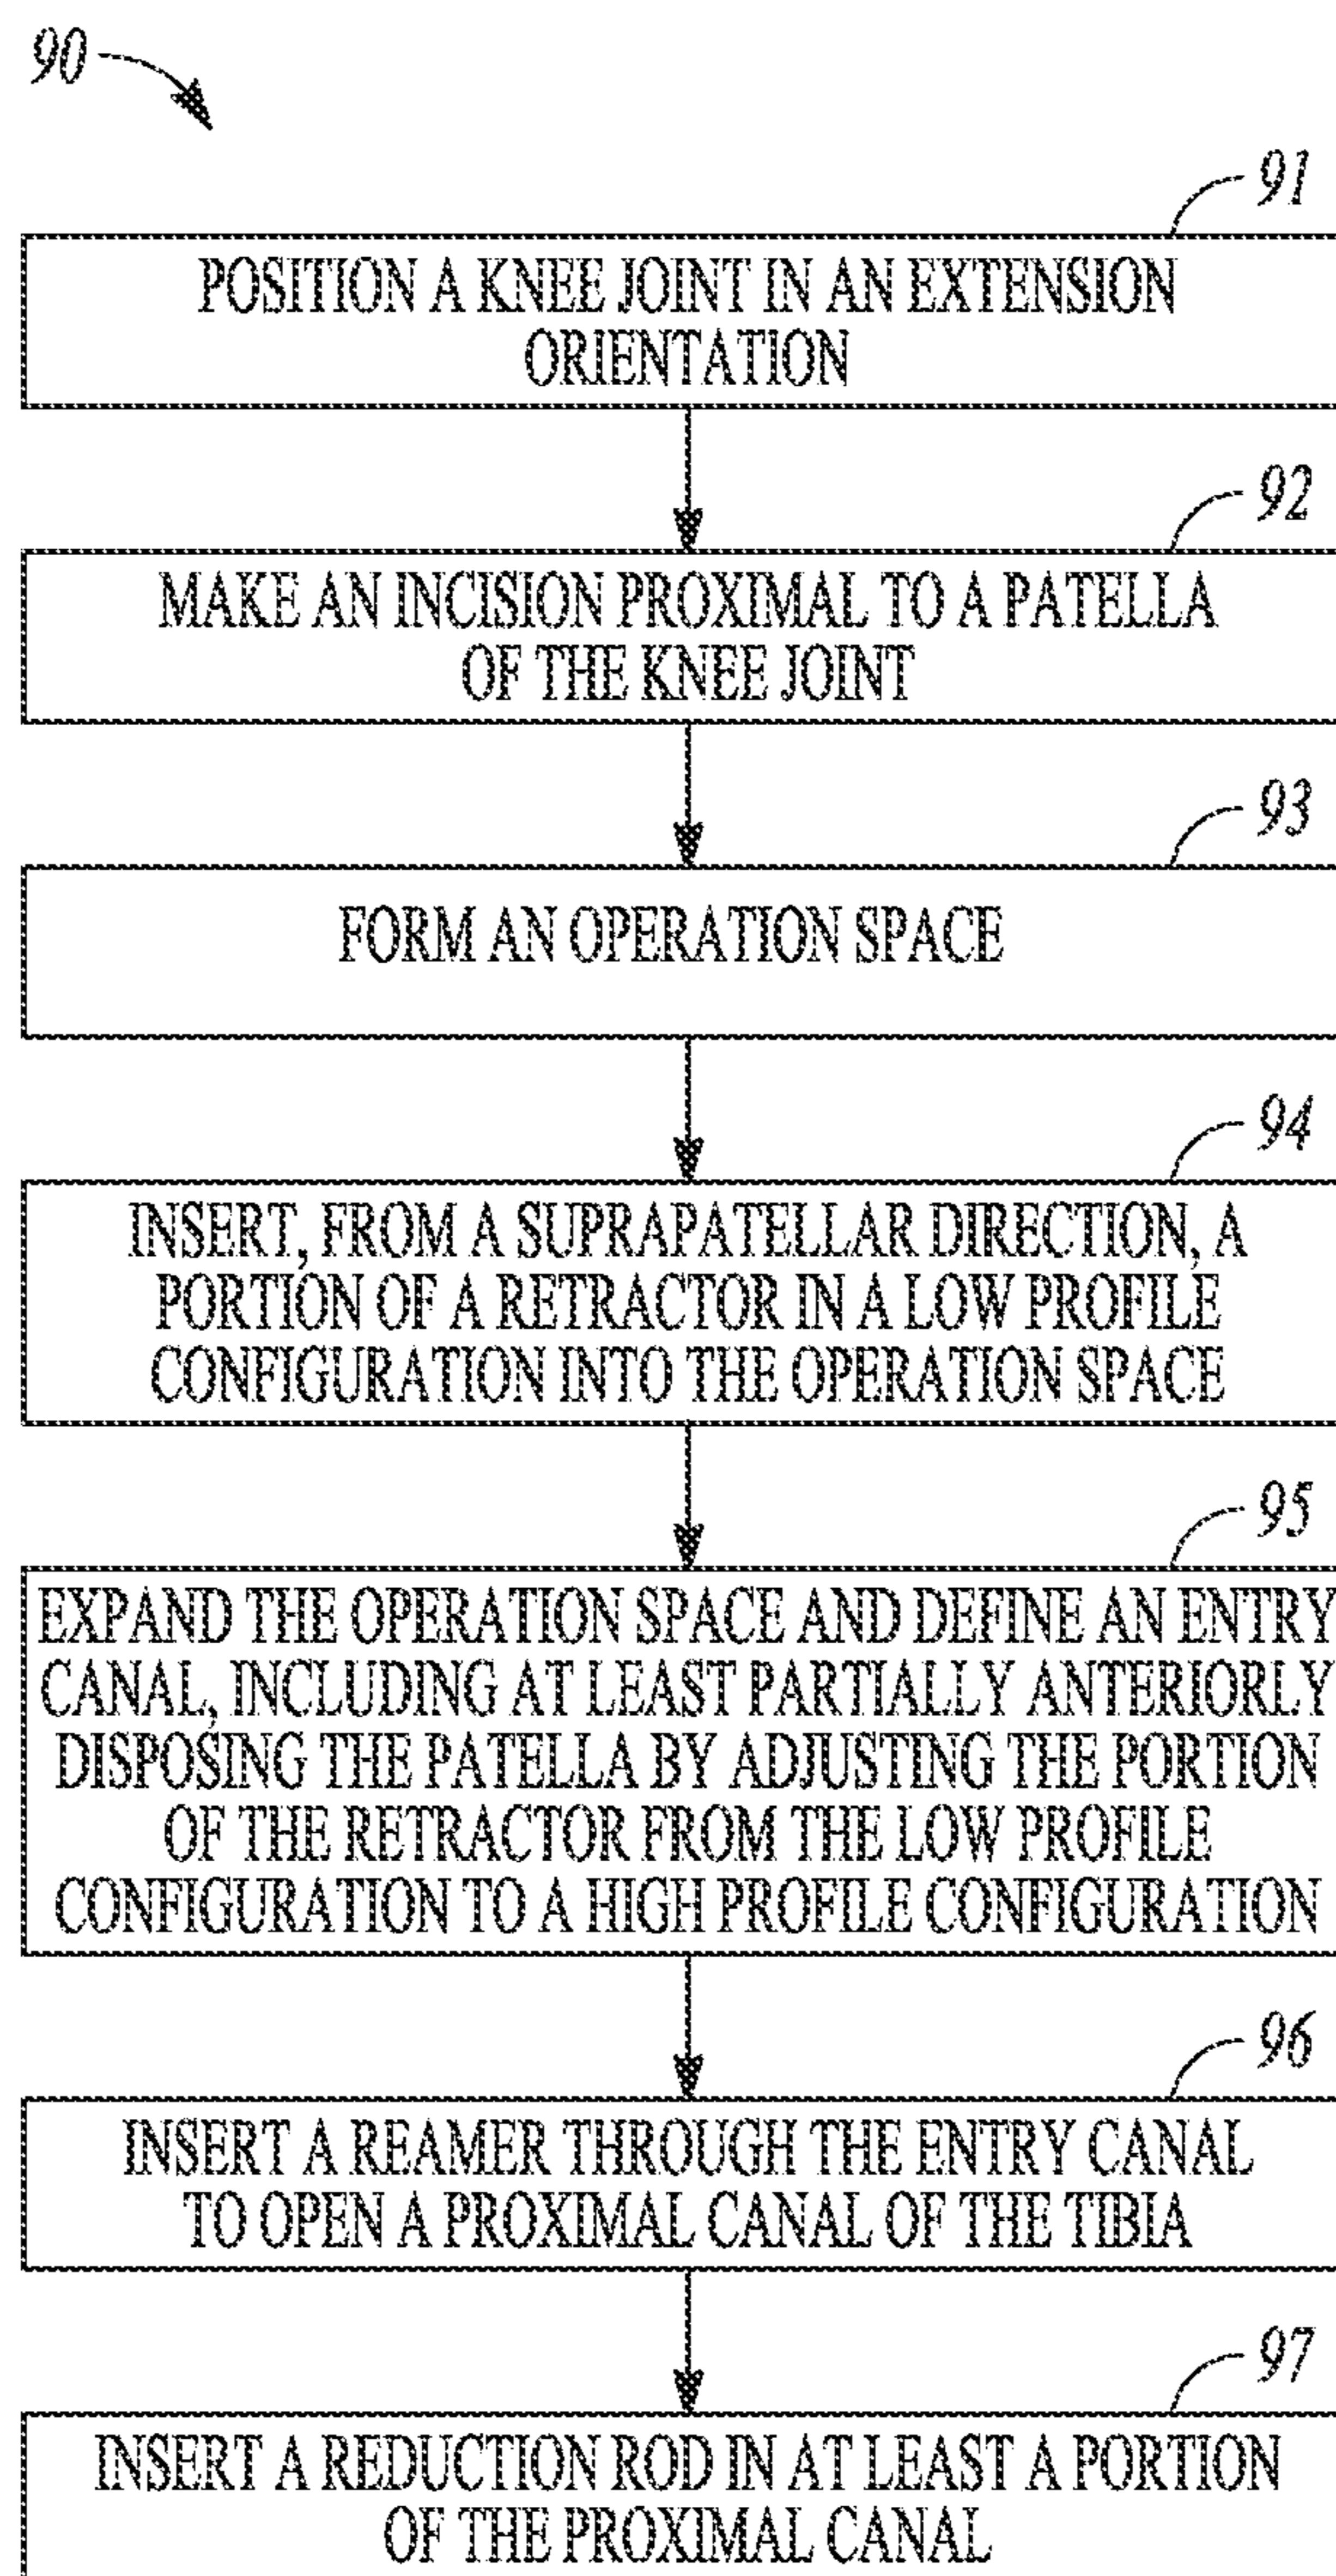 90
91
POSITION A KNEE JOINT IN AN EXTENSION
ORIENTATION
92
MAKE AN INCISION PROXIMAL TO A PATELLA
OF THE KNEE JOINT
93
FORM AN OPERATION SPACE
94
INSERT, FROM A SUPRAPATELLAR DIRECTION, A
PORTION OF A RETRACTOR IN A LOW PROFILE
CONFIGURATION INTO THE OPERATION SPACE
95
EXPAND THE OPERATION SPACE AND DEFINE AN ENTRY
CANAL, INCLUDING AT LEAST PARTIALLY ANTERIORLY
DISPOSING THE PATELLA BY ADJUSTING THE PORTION
OF THE RETRACTOR FROM THE LOW PROFILE
CONFIGURATION TO A HIGH PROFILE CONFIGURATION
96
INSERT A REAMER THROUGH THE ENTRY CANAL
TO OPEN A PROXIMAL CANAL OF THE TIBIA
97
INSERT A REDUCTION ROD IN AT LEAST A PORTION
OF THE PROXIMAL CANAL